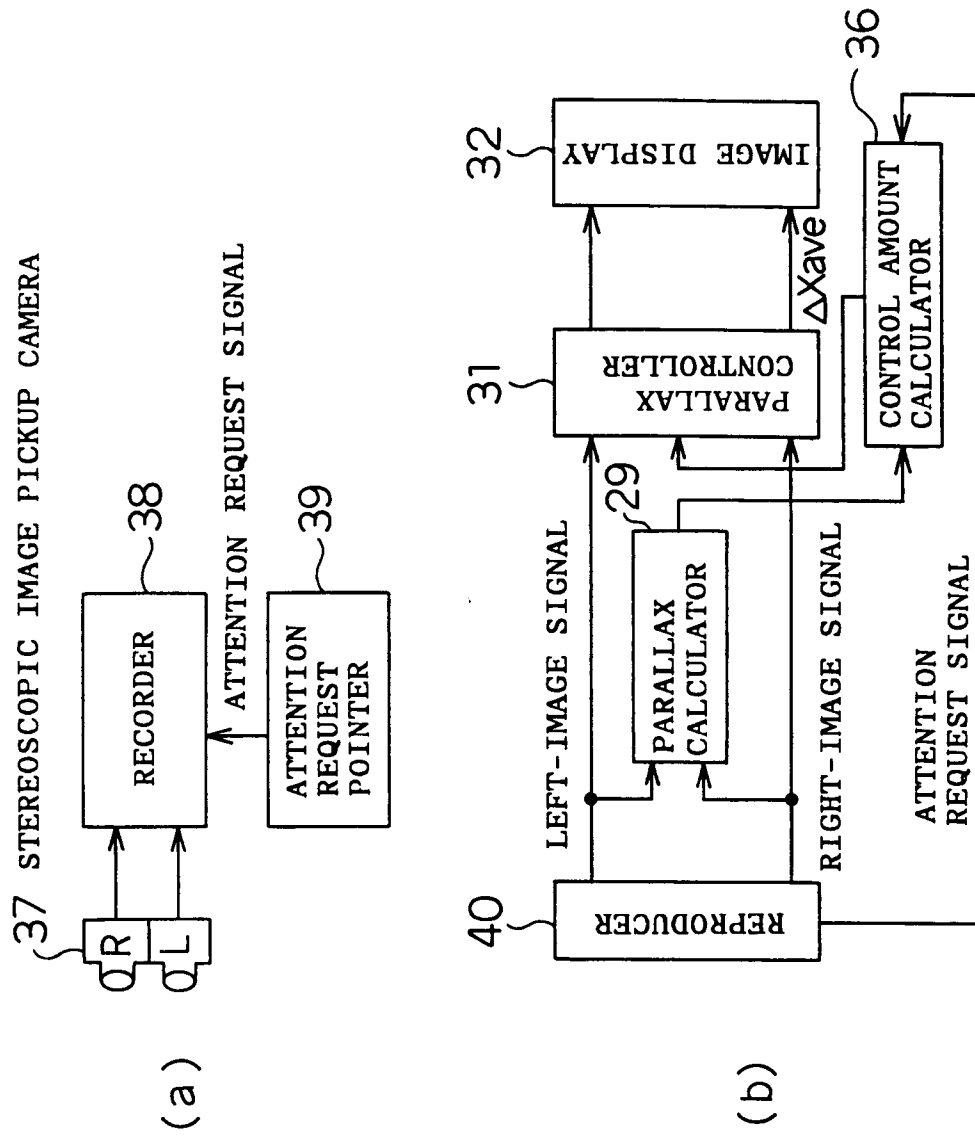 (a)
37 STEREOSCOPIC IMAGE PICKUP CAMERA
R
L
38
RECORDER
ATTENTION REQUEST SIGNAL
39
ATTENTION
REQUEST
POINTER
(b)
40
REPRODUCER
LEFT-IMAGE SIGNAL
29
PARALLAX
CALCULATOR
RIGHT-IMAGE SIGNAL
31
PARALLAX
CONTROLLER
32
IMAGE DISPLAY
ΔXave
36
CONTROL AMOUNT
CALCULATOR
ATTENTION
REQUEST SIGNAL